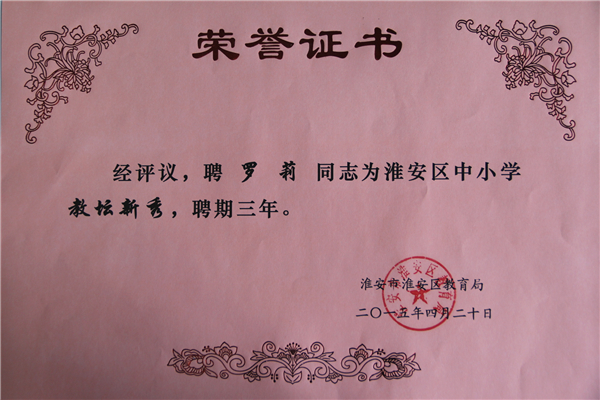 荣誉证书
经评议，聘 罗 莉 同志为淮安区中小学
教坛新秀，聘期三年。
淮安市淮安区教育局
二〇一五年四月二十日